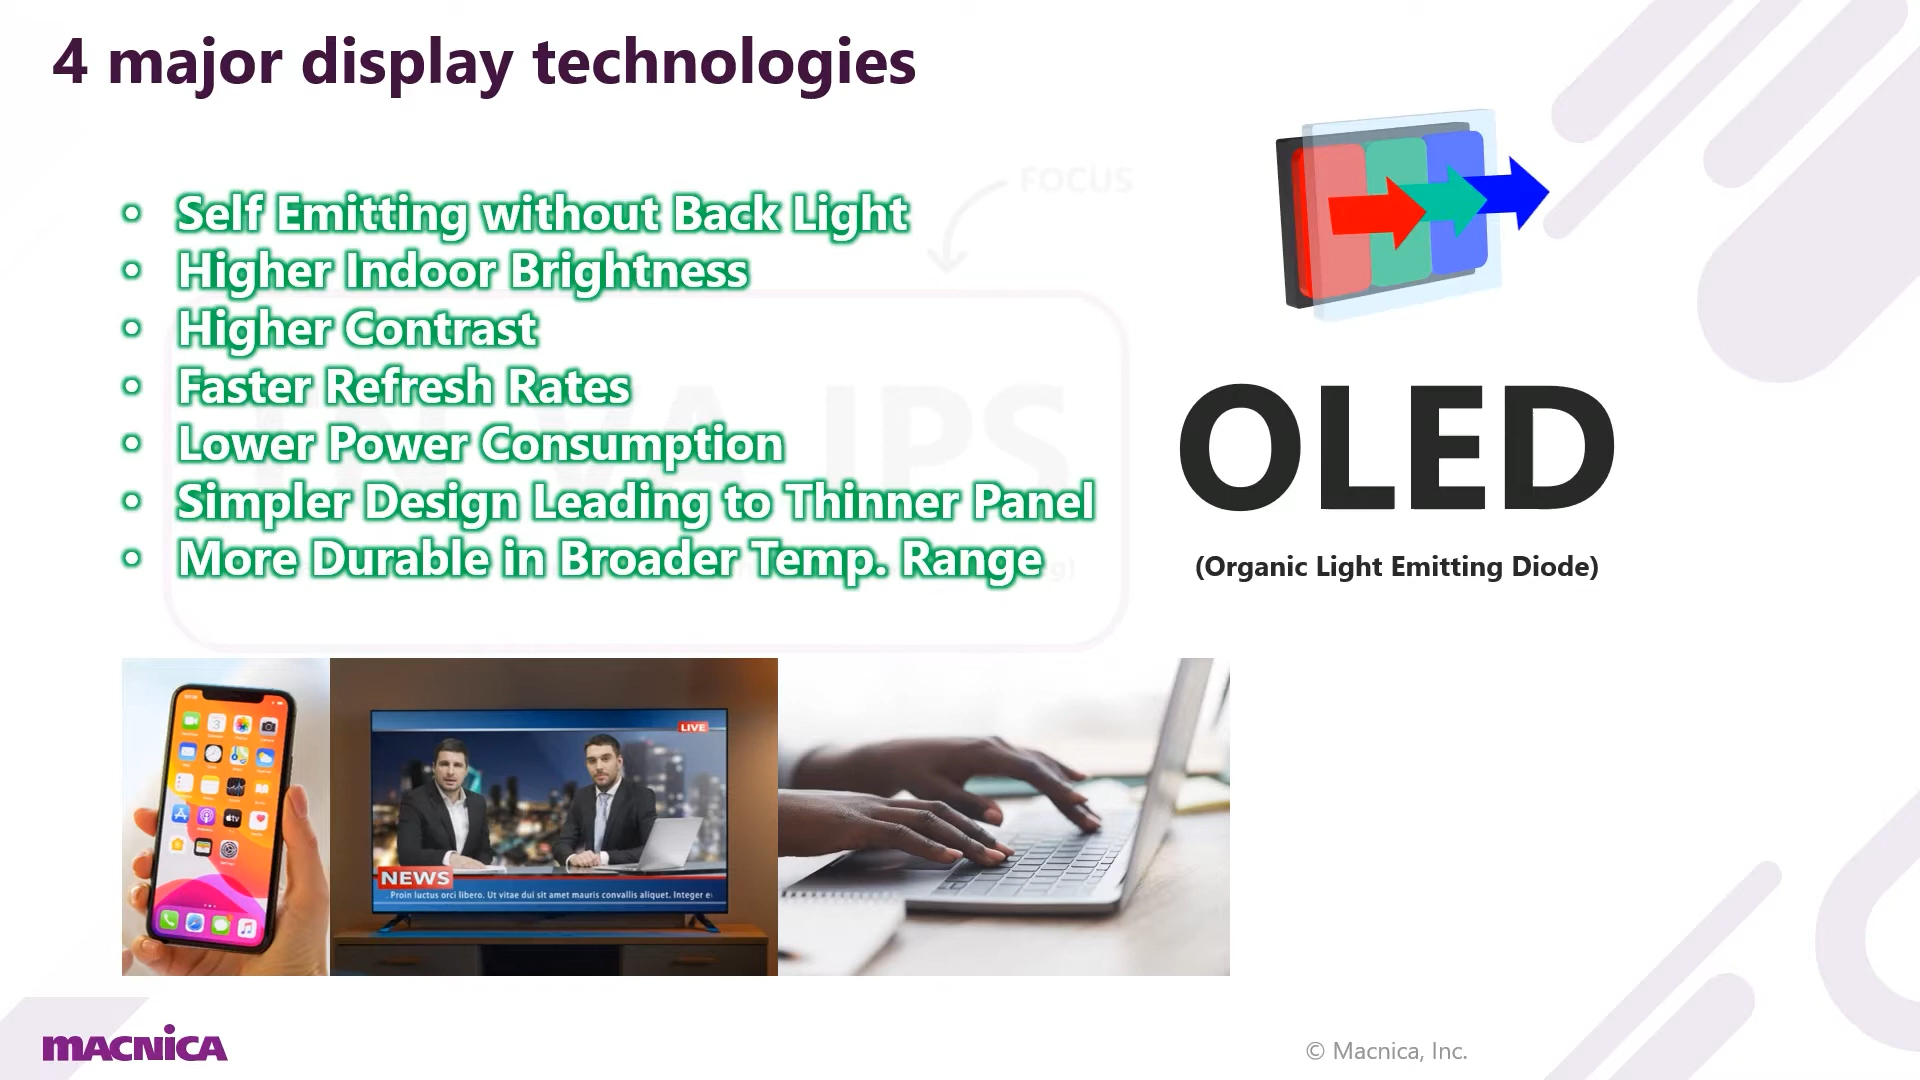 4 major display technologies
FOCUS
• Self Emitting without Back Light
• Higher Indoor Brightness
• Higher Contrast
• Faster Refresh Rates
• Lower Power Consumption
• Simpler Design Leading to Thinner Panel
• More Durable in Broader Temp. Range
IPS
OLED
(Organic Light Emitting Diode)
LIVE
NEWS
Proin luctus orci libero. Ut vitae dui sit amet mauris convallis aliquet. Integer
MACNiCA
© Macnica, Inc.